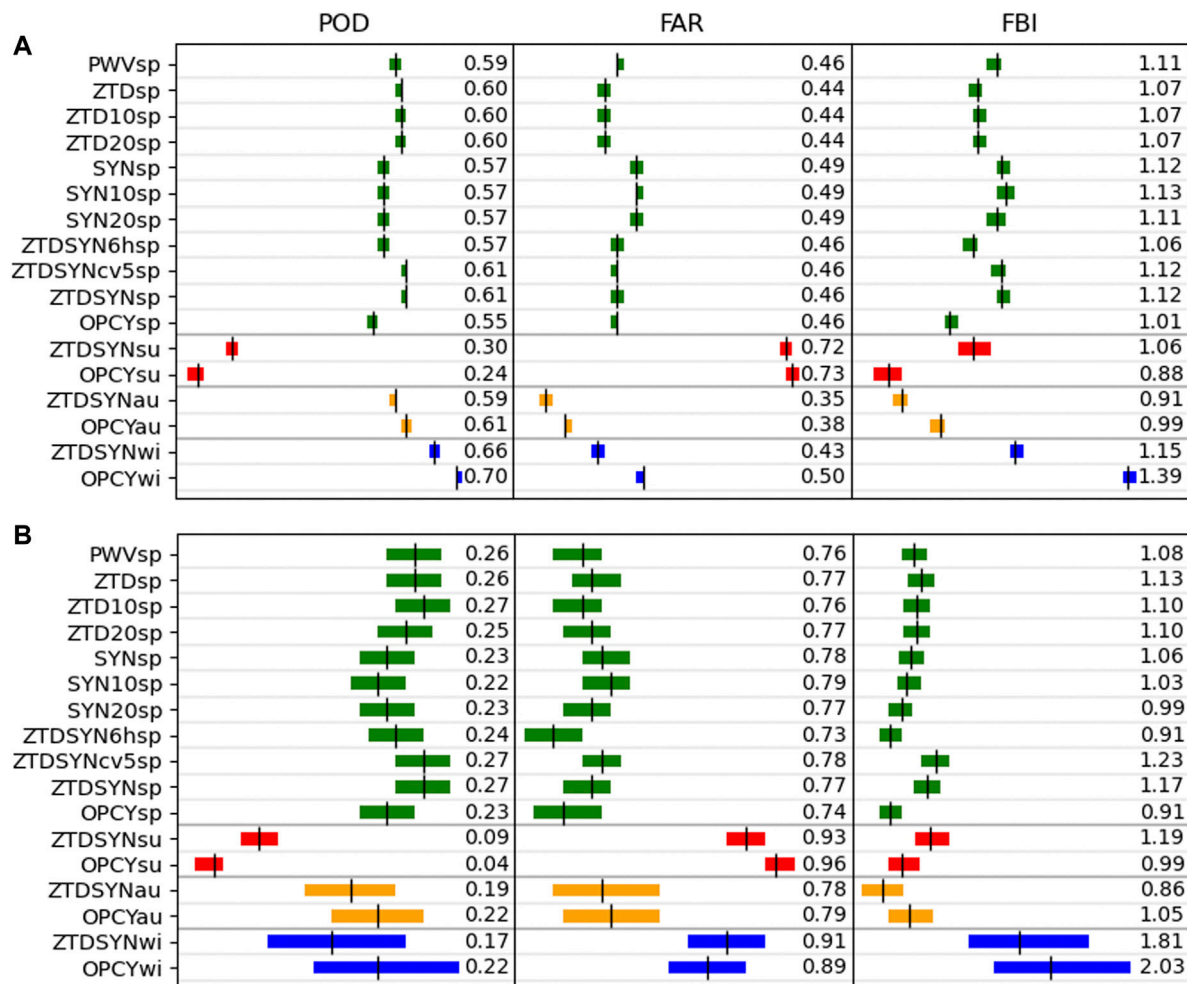 POD FAR FBI
A
PWVsp 0.59 0.46 1.11
ZTDsp 0.60 0.44 1.07
ZTD10sp 0.60 0.44 1.07
ZTD20sp 0.60 0.44 1.07
SYNsp 0.57 0.49 1.12
SYN10sp 0.57 0.49 1.13
SYN20sp 0.57 0.49 1.11
ZTDSYN6hsp 0.57 0.46 1.06
ZTDSYNcv5sp 0.61 0.46 1.12
ZTDSYNsp 0.61 0.46 1.12
OPCYsp 0.55 0.46 1.01
ZTDSYNsu 0.30 0.72 1.06
OPCYsu 0.24 0.73 0.88
ZTDSYNau 0.59 0.35 0.91
OPCYau 0.61 0.38 0.99
ZTDSYNwi 0.66 0.43 1.15
OPCYwi 0.70 0.50 1.39
B
PWVsp 0.26 0.76 1.08
ZTDsp 0.26 0.77 1.13
ZTD10sp 0.27 0.76 1.10
ZTD20sp 0.25 0.77 1.10
SYNsp 0.23 0.78 1.06
SYN10sp 0.22 0.79 1.03
SYN20sp 0.23 0.77 0.99
ZTDSYN6hsp 0.24 0.73 0.91
ZTDSYNcv5sp 0.27 0.78 1.23
ZTDSYNsp 0.27 0.77 1.17
OPCYsp 0.23 0.74 0.91
ZTDSYNsu 0.09 0.93 1.19
OPCYsu 0.04 0.96 0.99
ZTDSYNau 0.19 0.78 0.86
OPCYau 0.22 0.79 1.05
ZTDSYNwi 0.17 0.91 1.81
OPCYwi 0.22 0.89 2.03